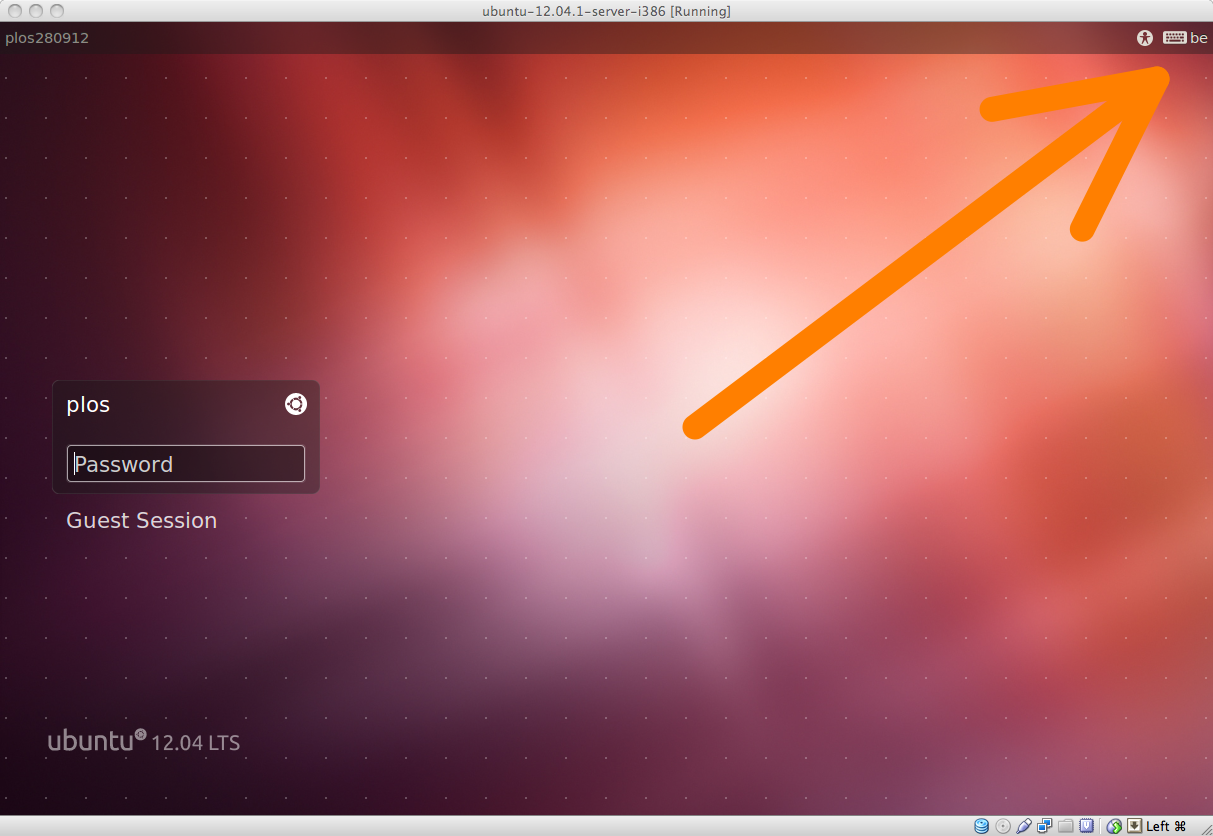 ubuntu-12.04.1-server-i386 [Running]
plos280912 be
plos
Password
Guest Session
ubuntu 12.04 LTS
Left ⌘